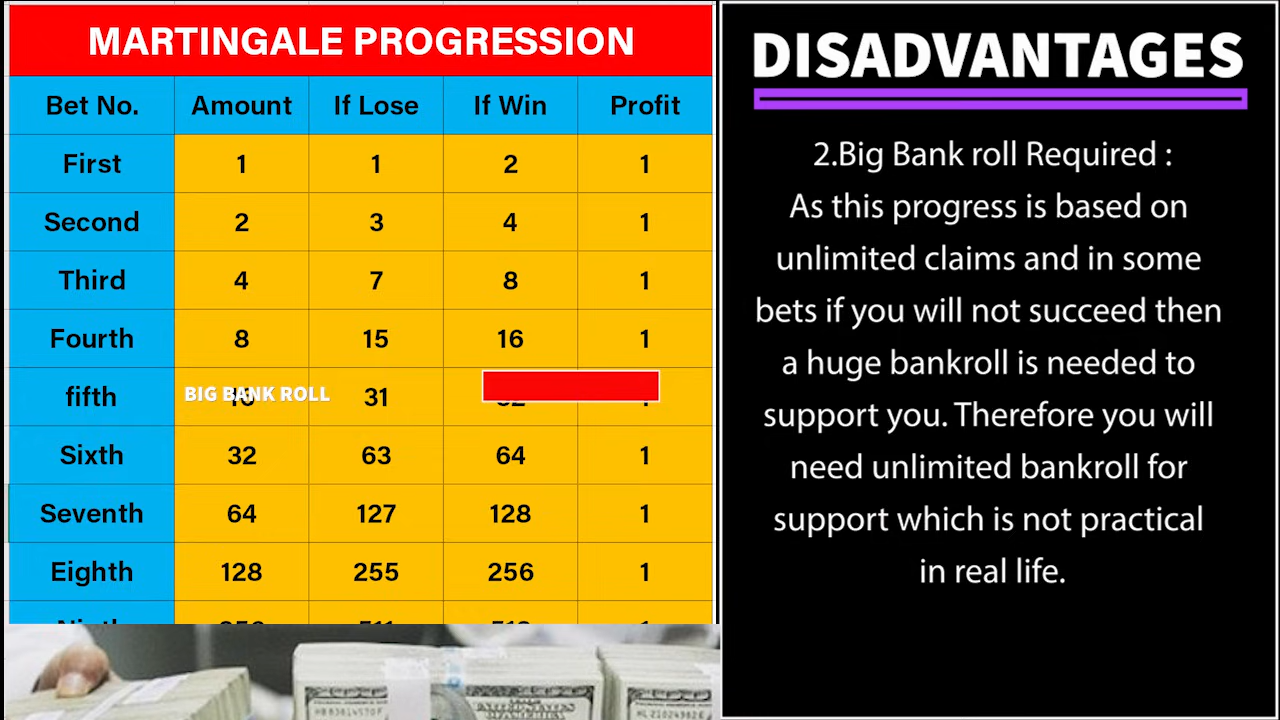 MARTINGALE PROGRESSION
Bet No. Amount If Lose If Win Profit
First 1 1 2 1
Second 2 3 4 1
Third 4 7 8 1
Fourth 8 15 16 1
fifth 31
BIG BANK ROLL
Sixth 32 63 64 1
Seventh 64 127 128 1
Eighth 128 255 256 1
DISADVANTAGES
2.Big Bank roll Required :
As this progress is based on
unlimited claims and in some
bets if you will not succeed then
a huge bankroll is needed to
support you. Therefore you will
need unlimited bankroll for
support which is not practical
in real life.